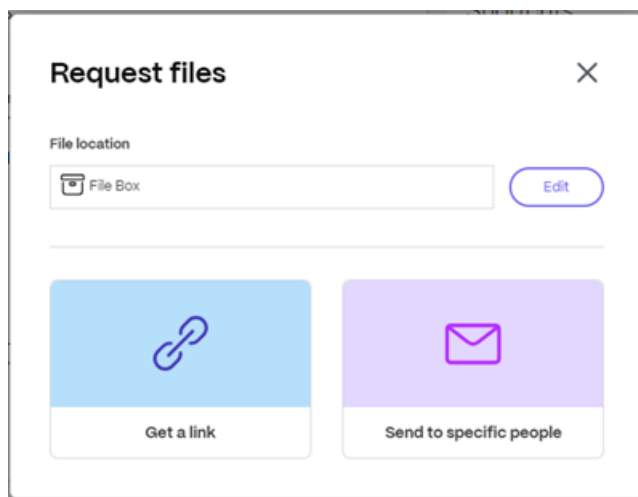 Request files
File location
File Box
Edit
Get a link
Send to specific people